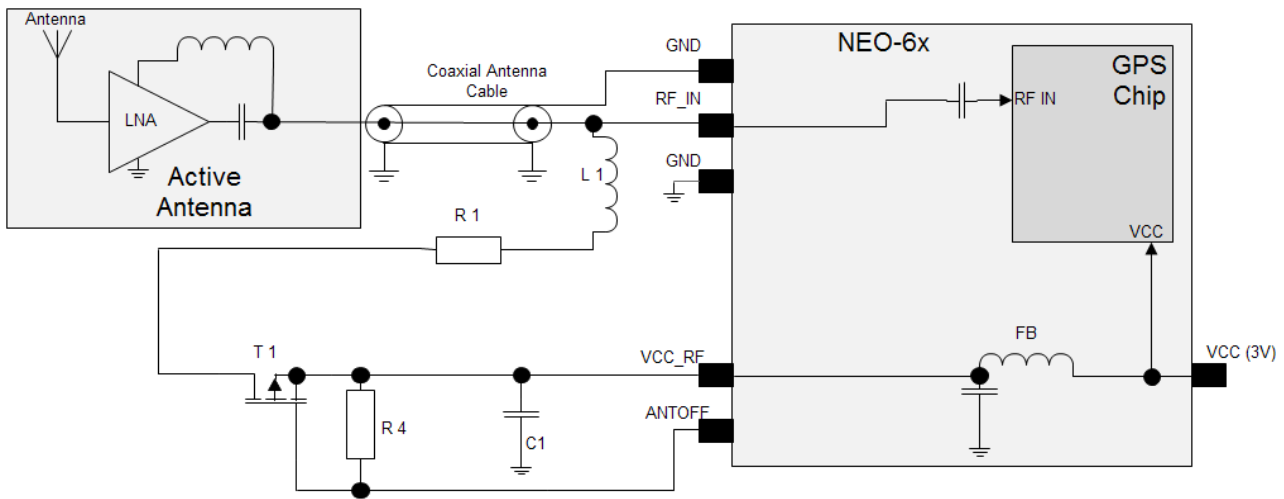 Antenna
LNA
Active
Antenna
Coaxial Antenna
Cable
GND
RF_IN
GND
L 1
R 1
T 1
R 4
C1
VCC_RF
ANTOFF
NEO-6x
GPS
Chip
RF IN
VCC
FB
VCC (3V)